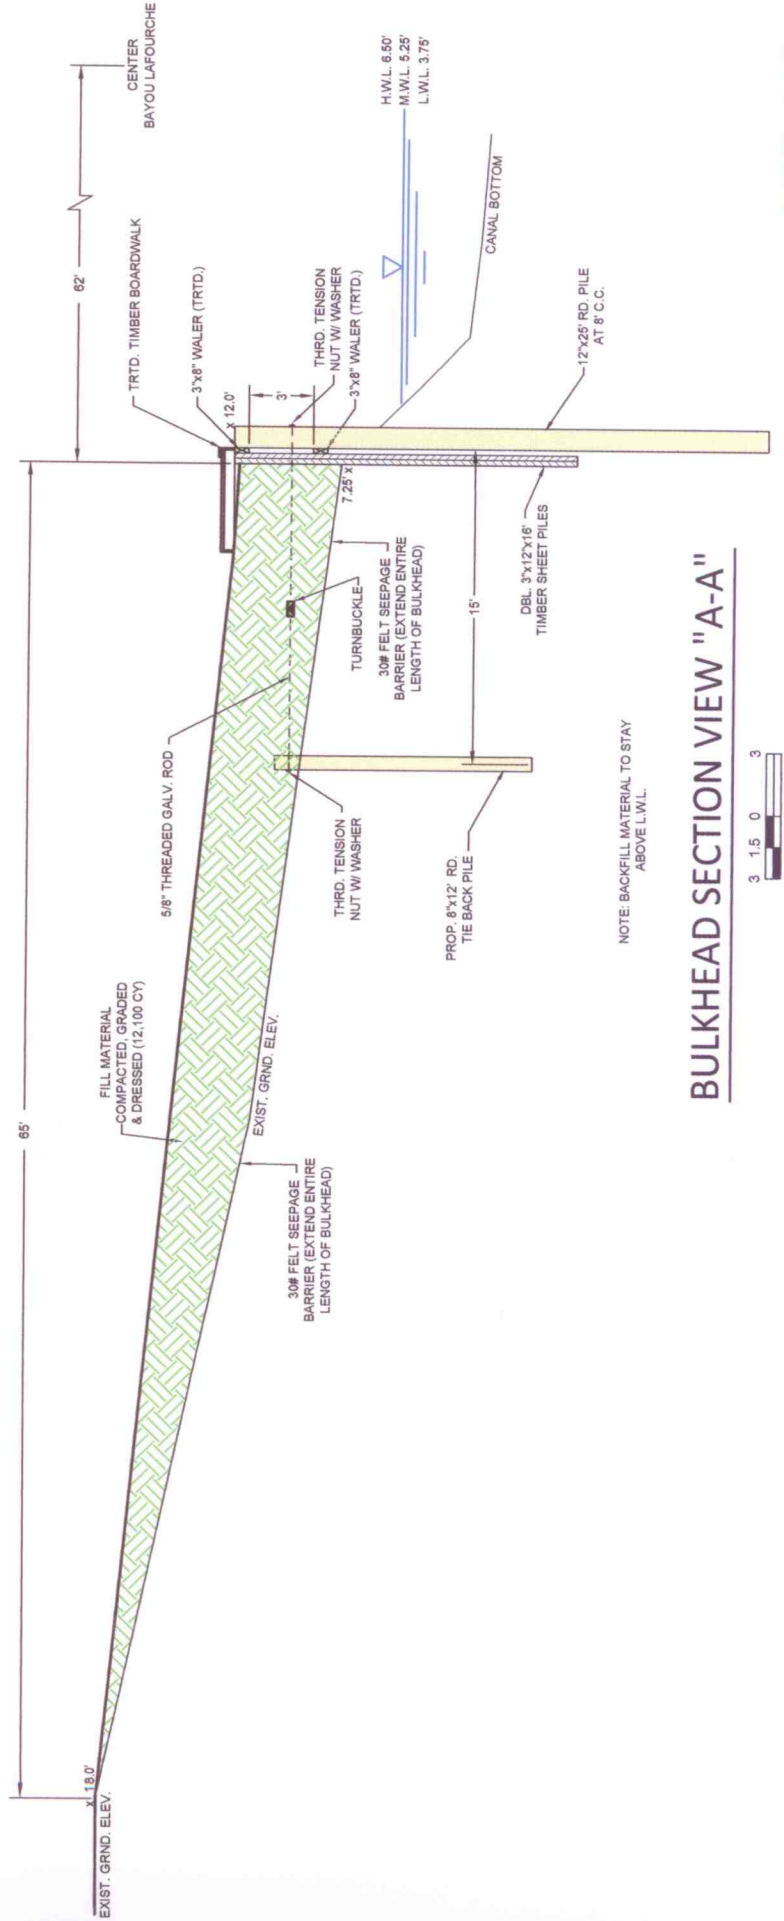 EXIST. GRND. ELEV.
x 18.0'
65'
FILL MATERIAL
COMPACTED, GRADED
& DRESSED (12,100 CY)
5/8" THREADED GALV. ROD
62'
CENTER
BAYOU LAFOURCHE
TRTD. TIMBER BOARDWALK
3"x8" WALER (TRTD.)
x 12.0'
3'
THRD. TENSION
NUT W/ WASHER
3"x8" WALER (TRTD.)
H.W.L. 6.50'
M.W.L. 5.25'
L.W.L. 3.75'
CANAL BOTTOM
7.25' x
TURNBUCKLE
30# FELT SEEPAGE
BARRIER (EXTEND ENTIRE
LENGTH OF BULKHEAD)
EXIST. GRND. ELEV.
30# FELT SEEPAGE
BARRIER (EXTEND ENTIRE
LENGTH OF BULKHEAD)
THRD. TENSION
NUT W/ WASHER
15'
PROP. 8"x12' RD.
TIE BACK PILE
DBL. 3"x12"x16'
TIMBER SHEET PILES
12"x25' RD. PILE
AT 8' C.C.
NOTE: BACKFILL MATERIAL TO STAY
ABOVE L.W.L.
BULKHEAD SECTION VIEW "A-A"
3 1.5 0 3